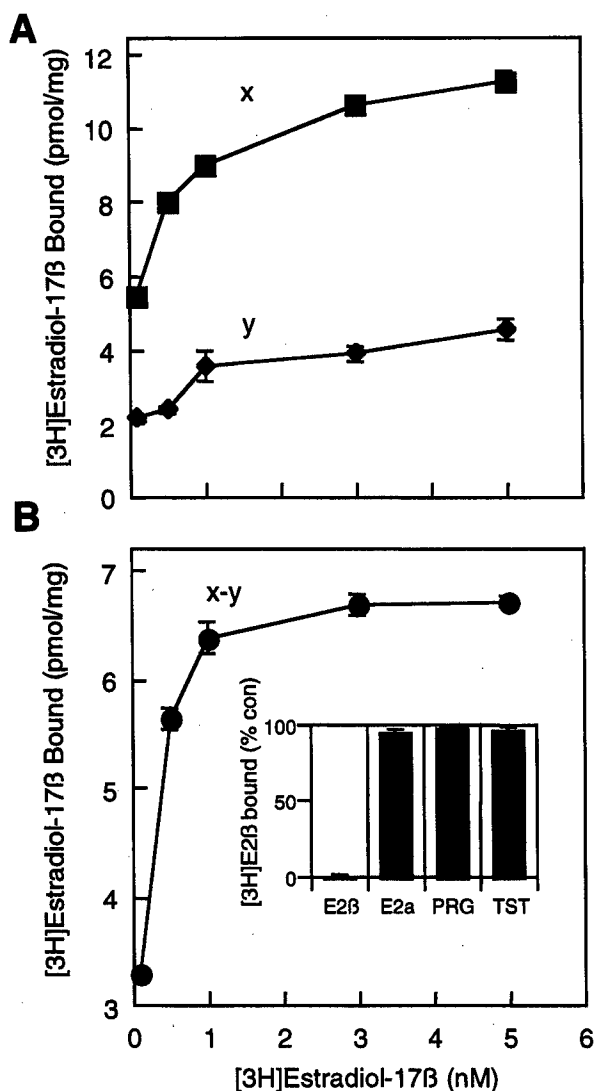 A
[3H]Estradiol-17ß Bound (pmol/mg)
12
10
8
6
4
2
0
x
y
B
[3H]Estradiol-17ß Bound (pmol/mg)
7
6
5
4
3
x-y
[3H]E2ß bound (% con)
100
50
0
E2ß E2a PRG TST
0 1 2 3 4 5 6
[3H]Estradiol-17ß (nM)